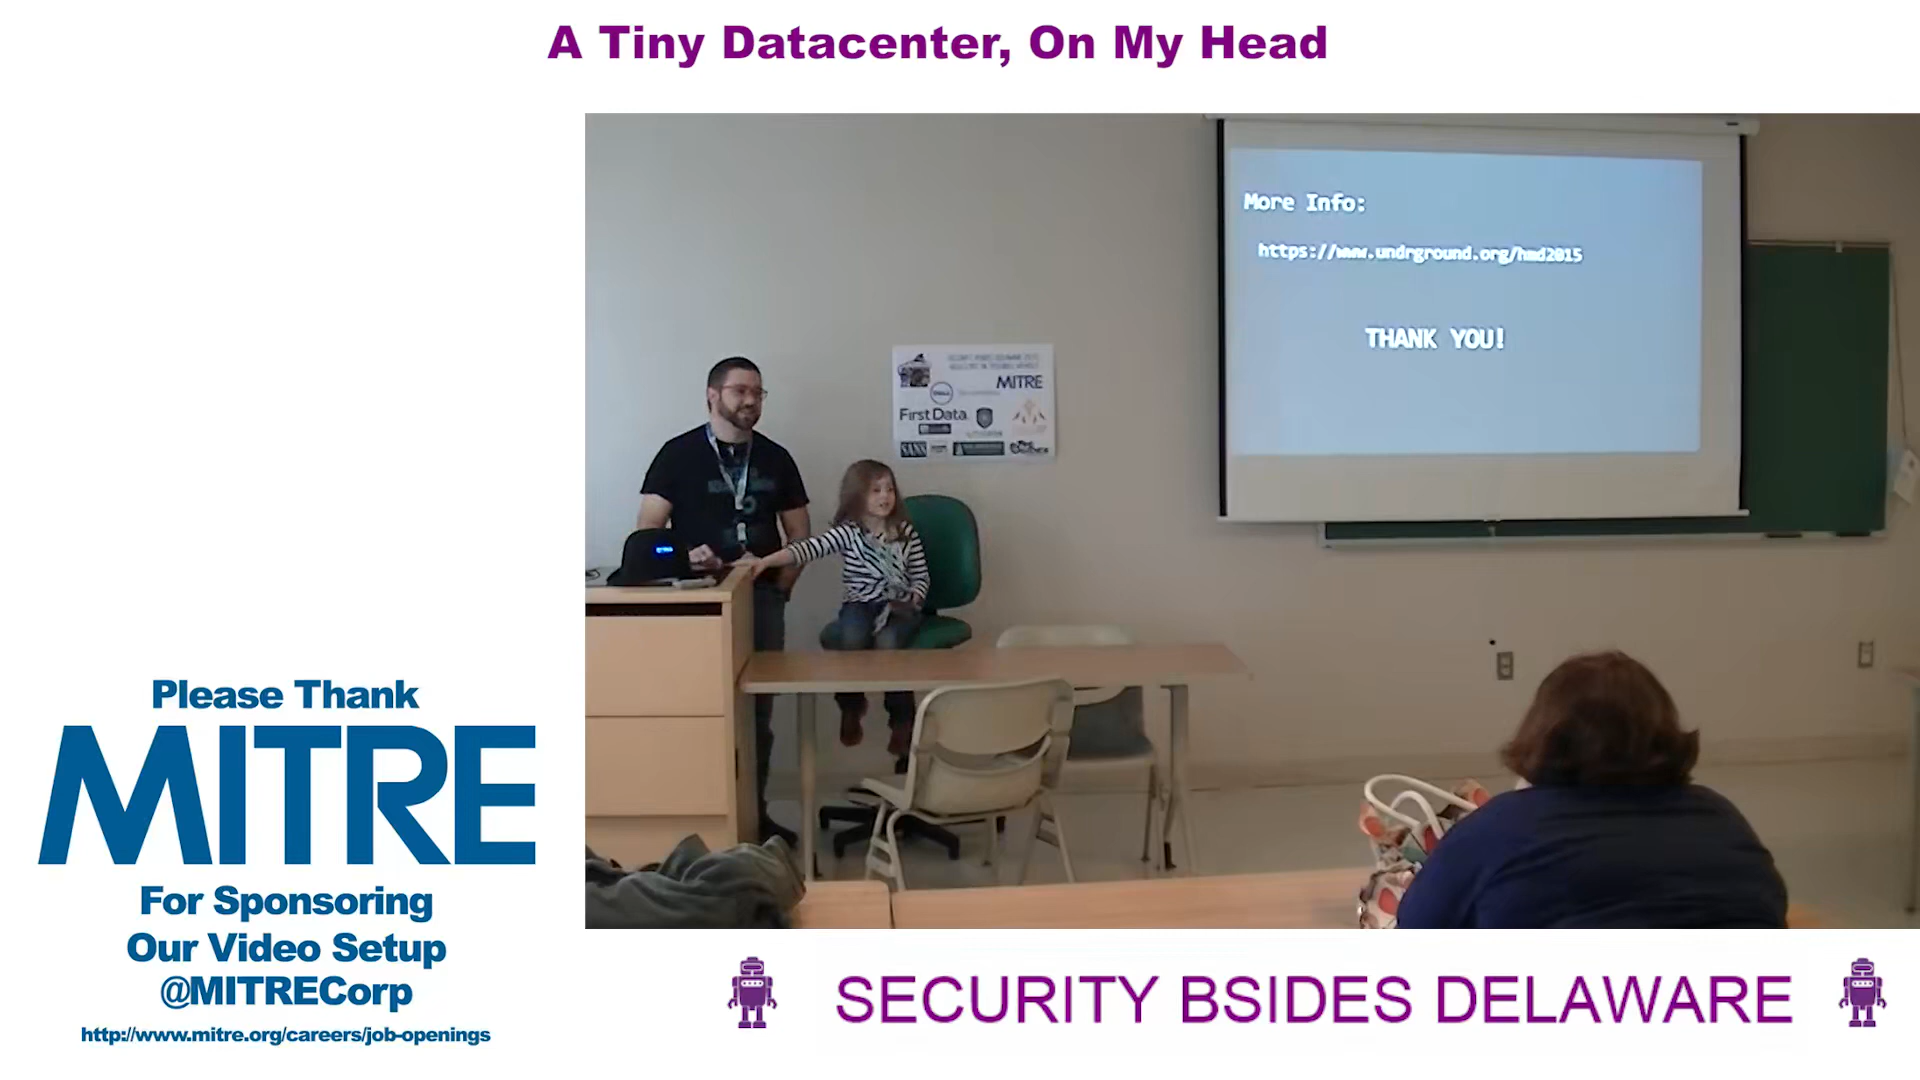 A Tiny Datacenter, On My Head
More Info:
https://www.undrground.org/hmd2015
THANK YOU!
MITRE
First Data
SANS
Please Thank
MITRE
For Sponsoring
Our Video Setup
@MITRECorp
http://www.mitre.org/careers/job-openings
SECURITY BSIDES DELAWARE